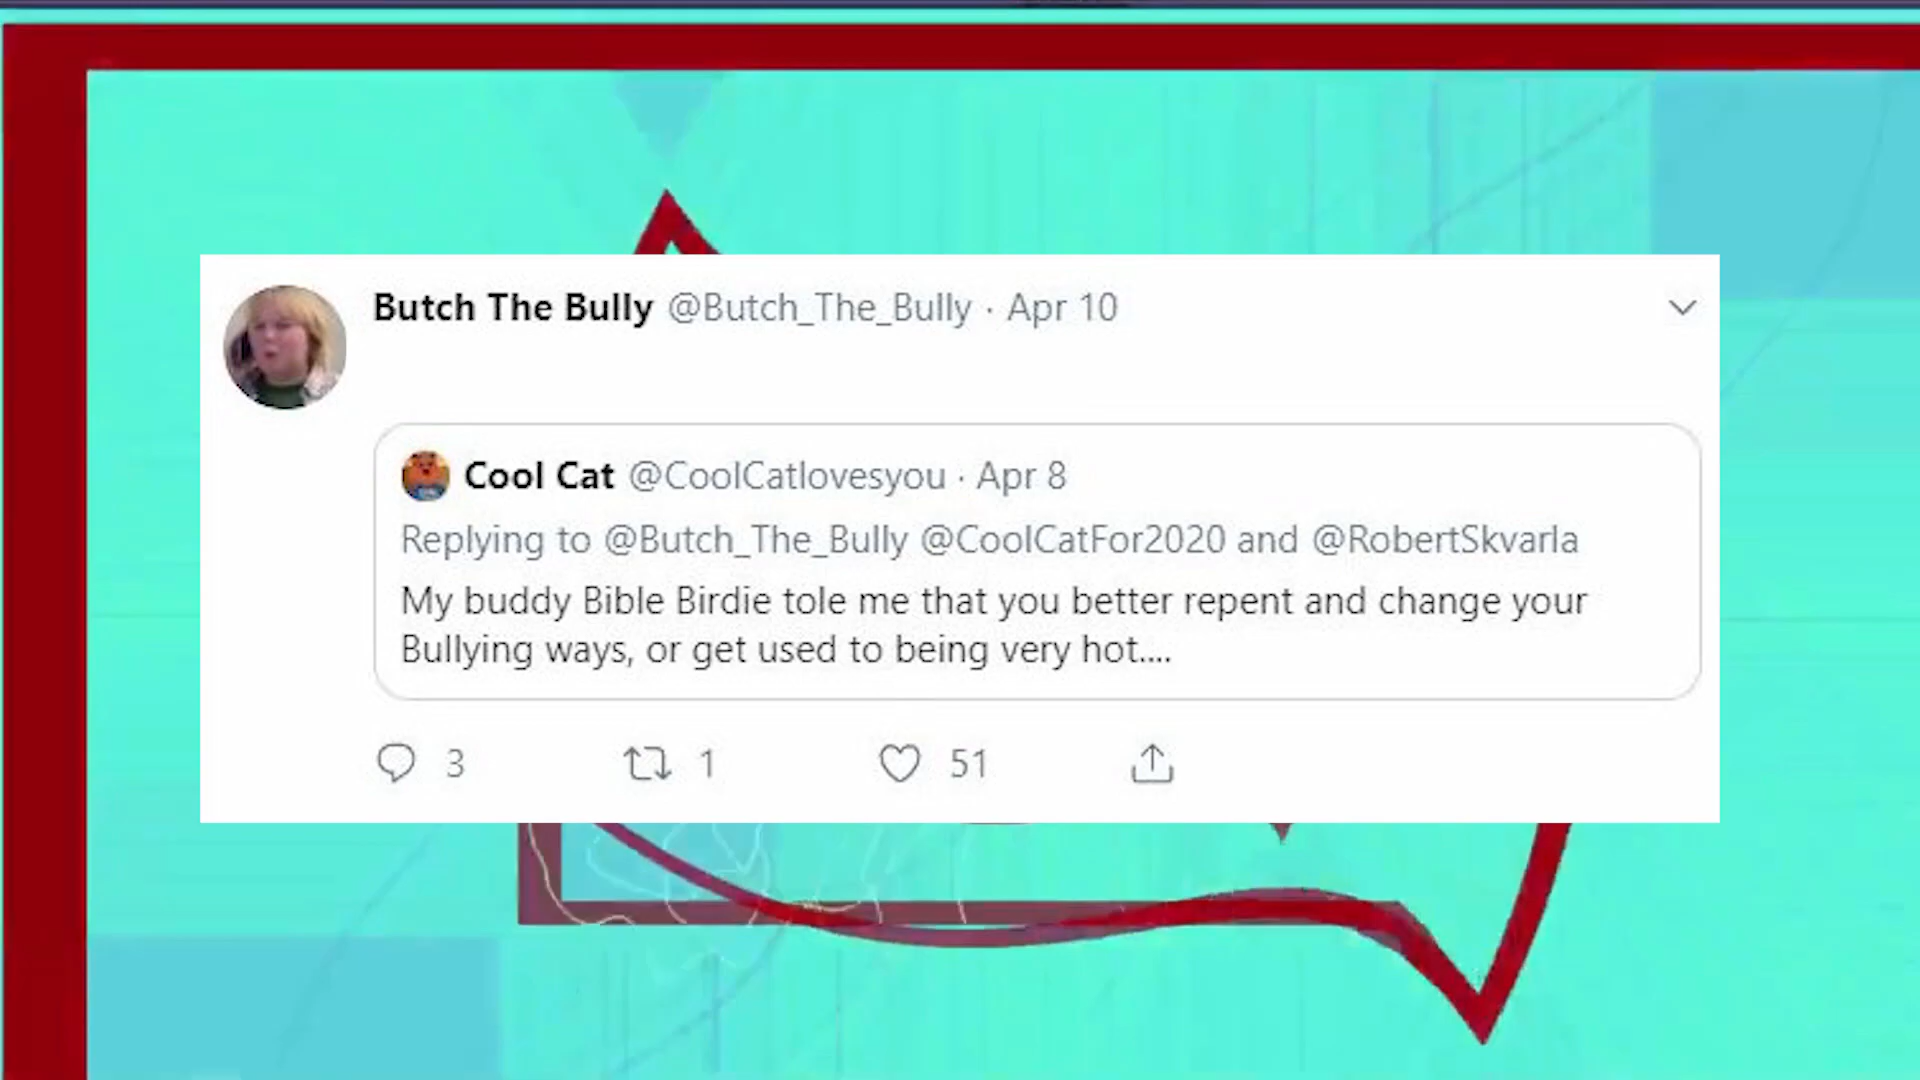 Butch The Bully @Butch_The_Bully · Apr 10
Cool Cat @CoolCatlovesyou · Apr 8
Replying to @Butch_The_Bully @CoolCatFor2020 and @RobertSkvarla
My buddy Bible Birdie tole me that you better repent and change your
Bullying ways, or get used to being very hot....
3 1 51